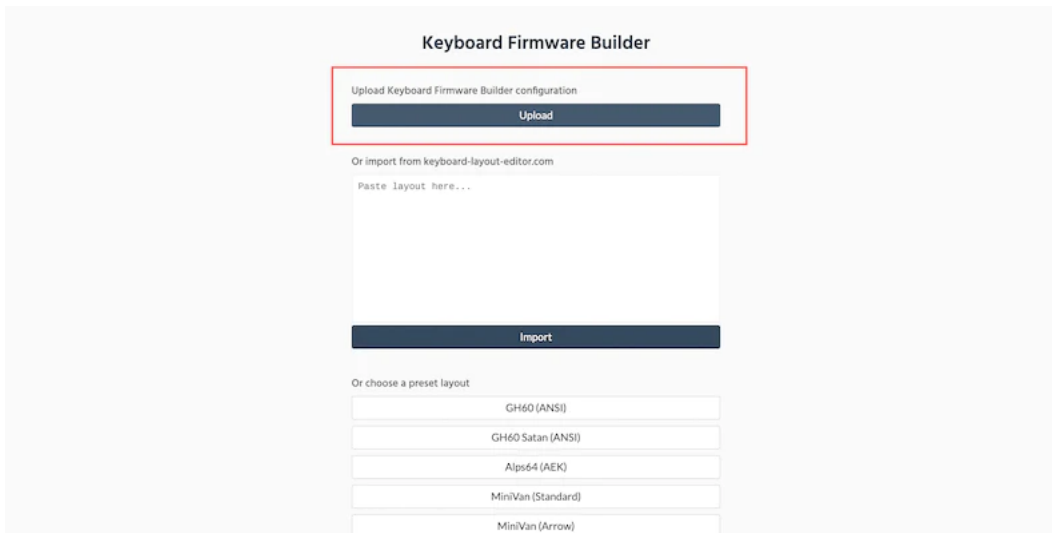 Keyboard Firmware Builder
Upload Keyboard Firmware Builder configuration
Upload
Or import from keyboard-layout-editor.com
Paste layout here...
Import
Or choose a preset layout
GH60 (ANSI)
GH60 Satan (ANSI)
Alps64 (AEK)
MiniVan (Standard)
MiniVan (Arrow)